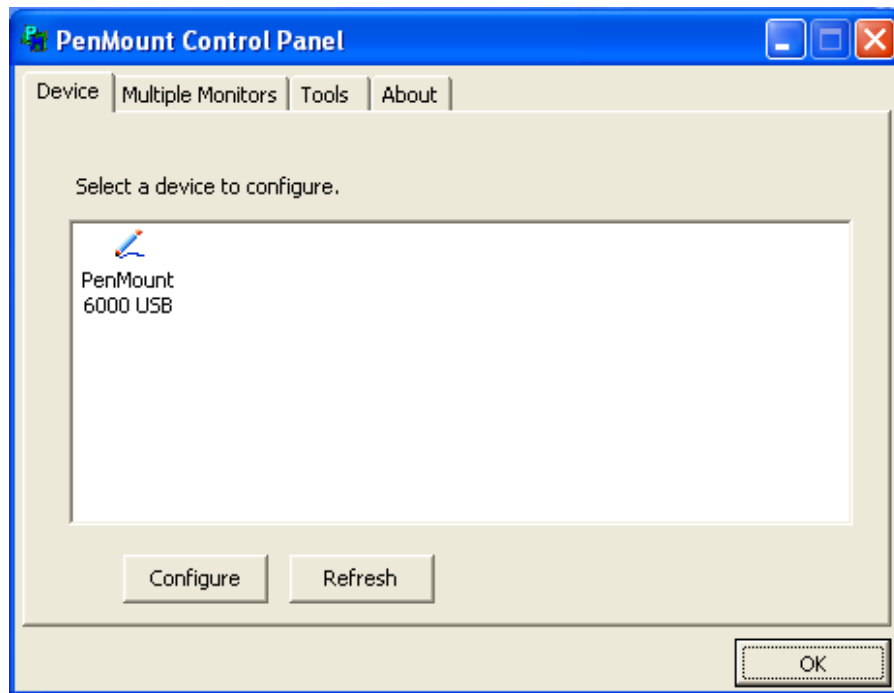 PenMount Control Panel
Device Multiple Monitors Tools About
Select a device to configure.
PenMount
6000 USB
Configure Refresh
OK